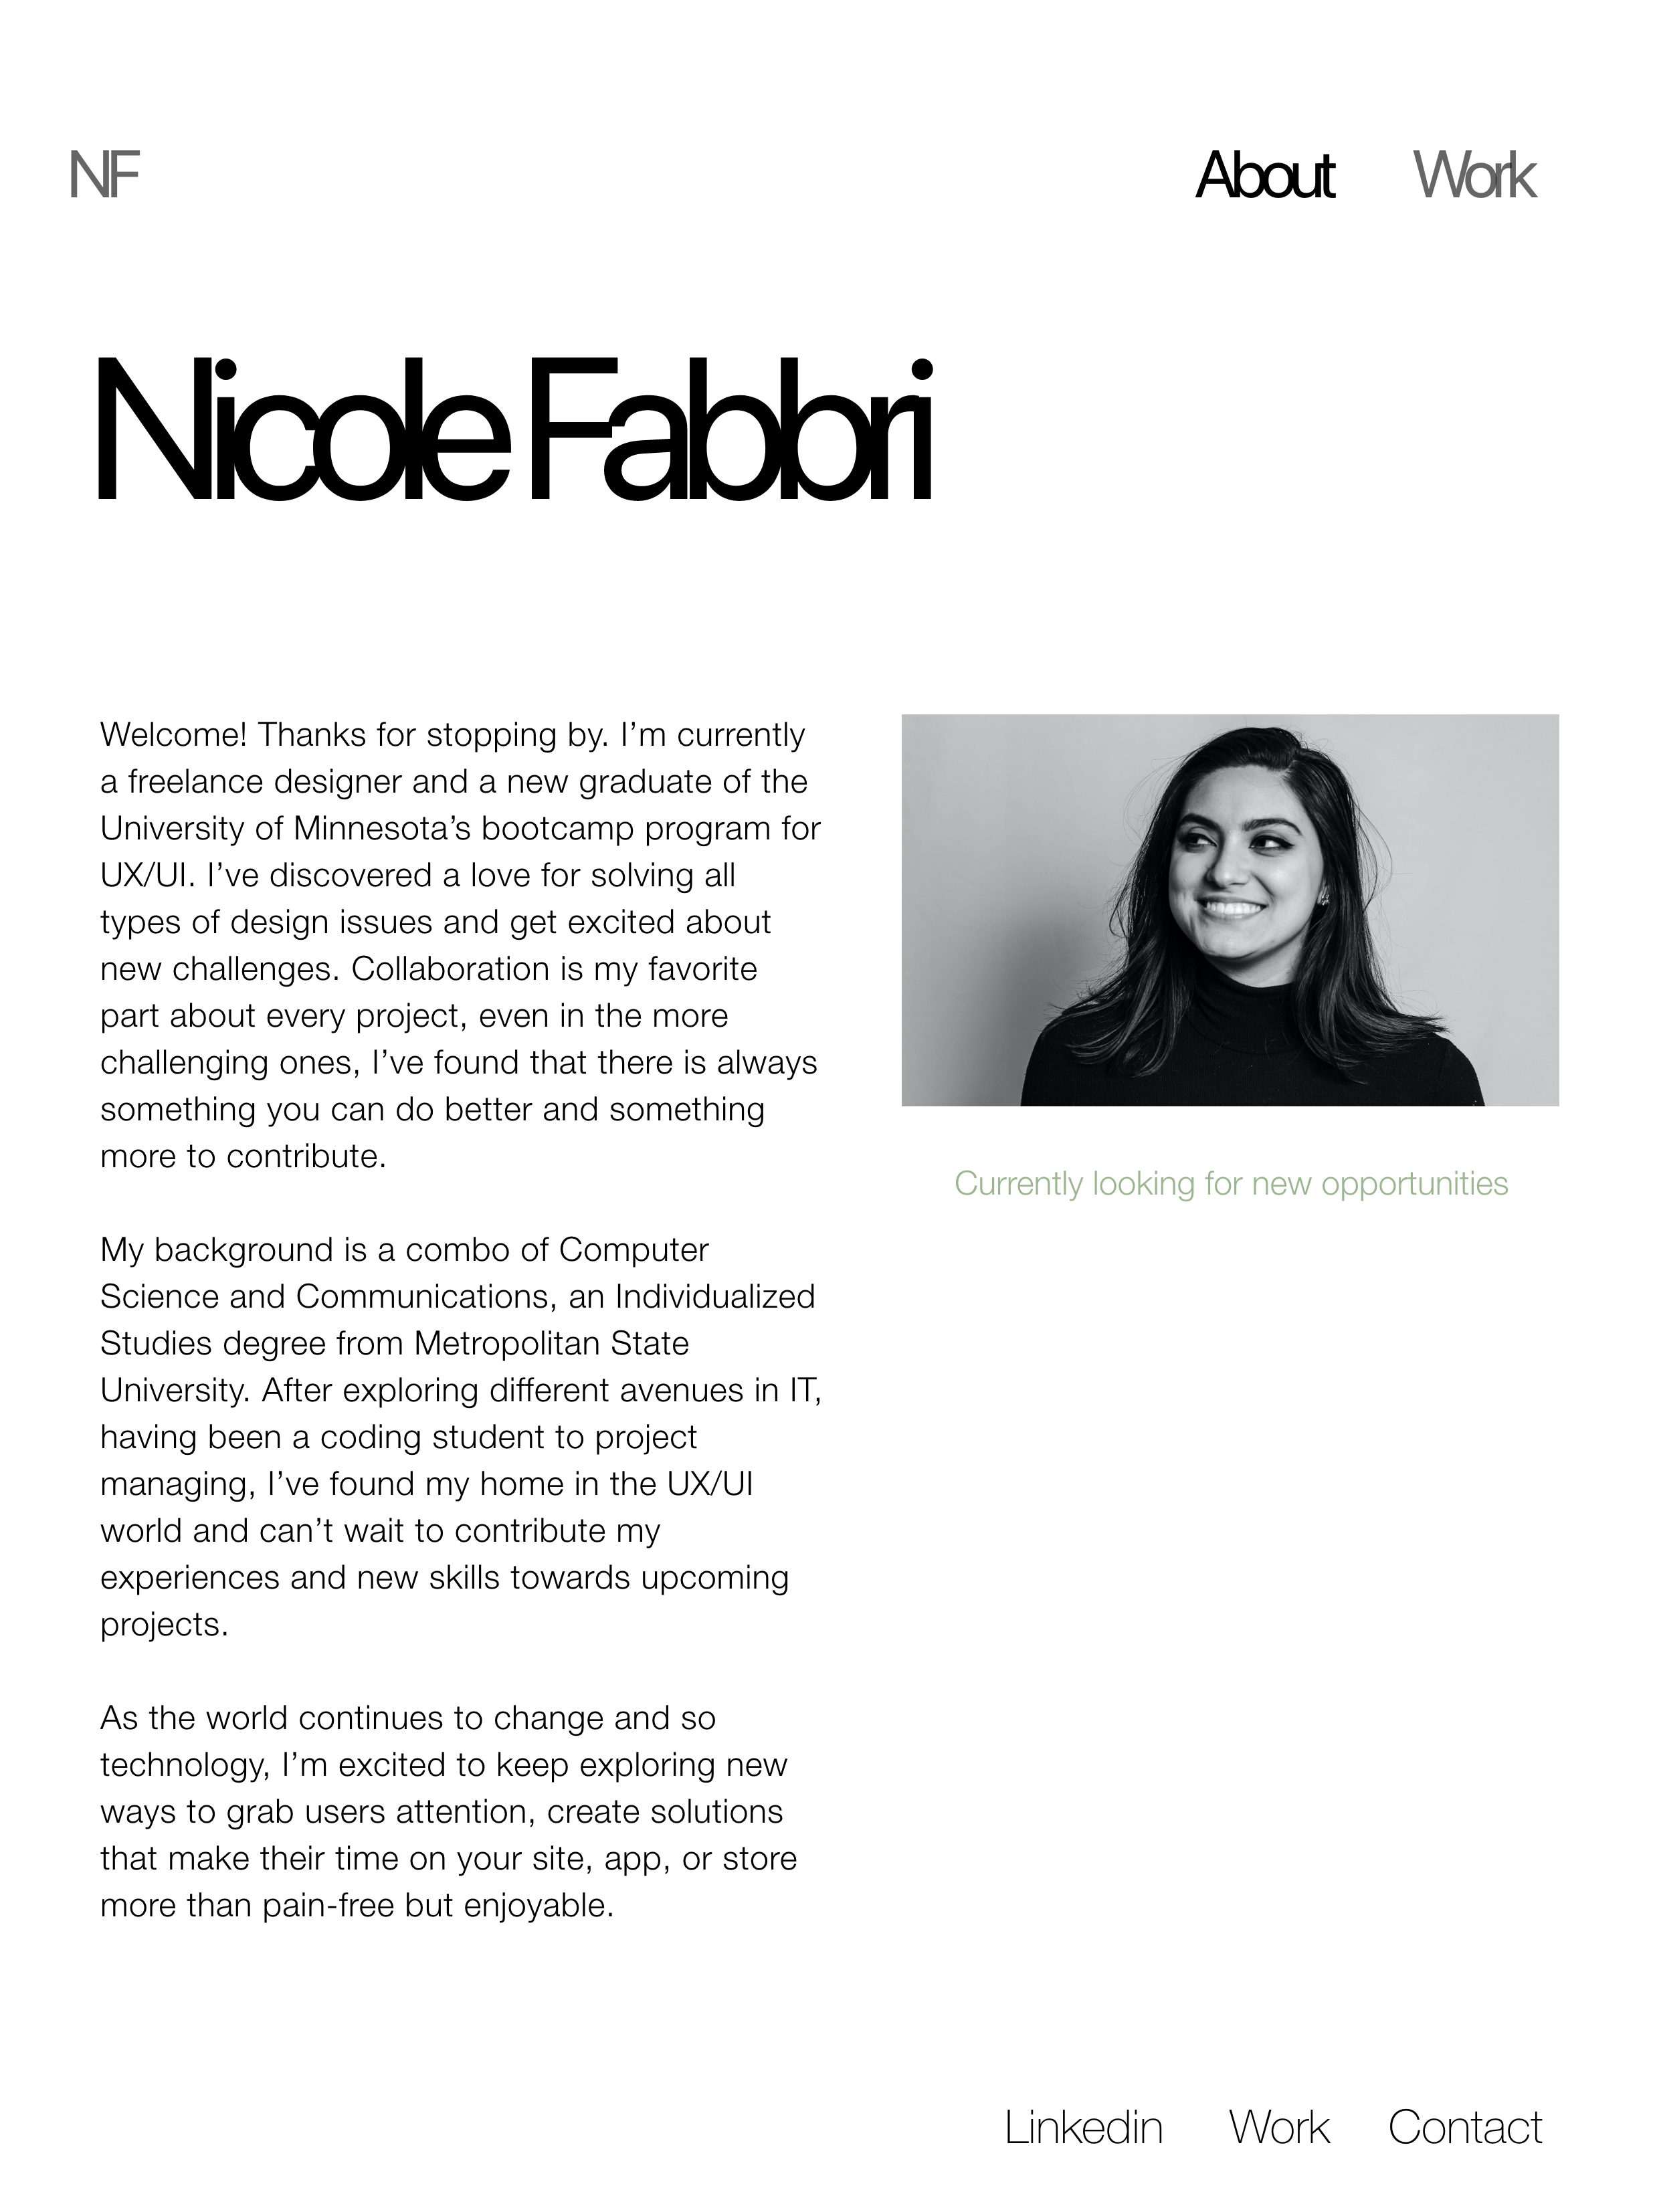 NF
About Work
Nicole Fabbri
Welcome! Thanks for stopping by. I’m currently
a freelance designer and a new graduate of the
University of Minnesota’s bootcamp program for
UX/UI. I’ve discovered a love for solving all
types of design issues and get excited about
new challenges. Collaboration is my favorite
part about every project, even in the more
challenging ones, I’ve found that there is always
something you can do better and something
more to contribute.
My background is a combo of Computer
Science and Communications, an Individualized
Studies degree from Metropolitan State
University. After exploring different avenues in IT,
having been a coding student to project
managing, I’ve found my home in the UX/UI
world and can’t wait to contribute my
experiences and new skills towards upcoming
projects.
As the world continues to change and so
technology, I’m excited to keep exploring new
ways to grab users attention, create solutions
that make their time on your site, app, or store
more than pain-free but enjoyable.
Currently looking for new opportunities
Linkedin Work Contact